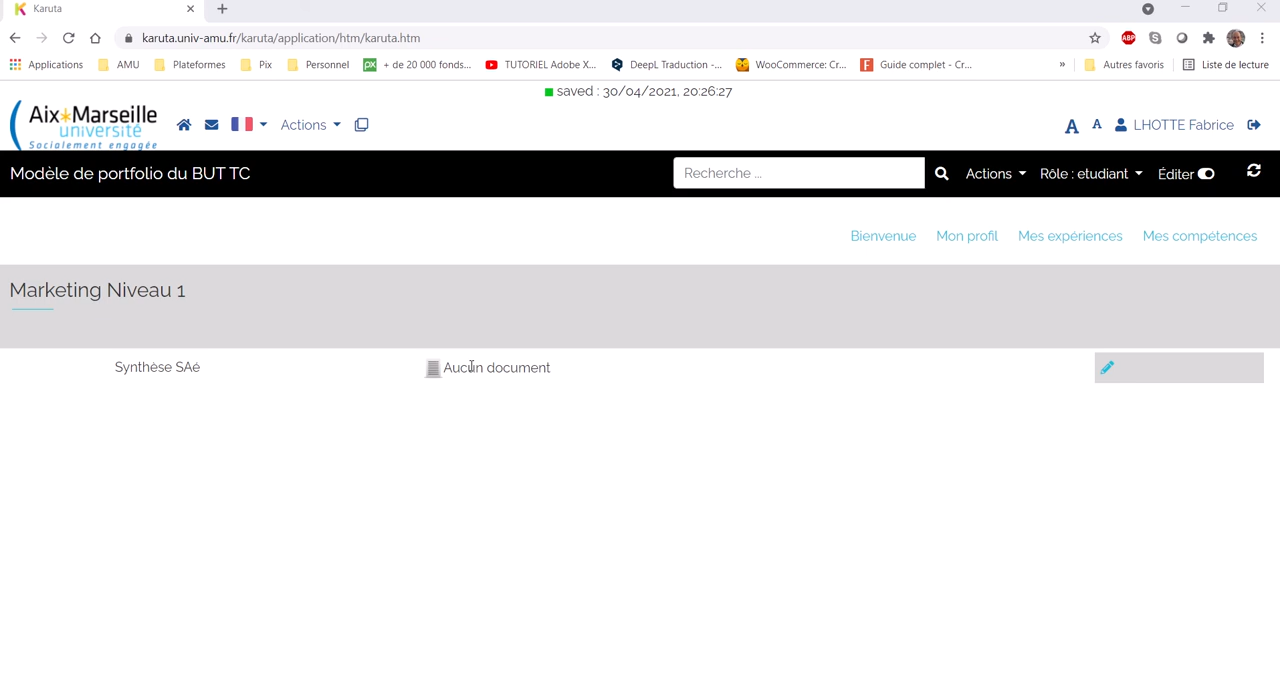 Karuta
karuta.univ-amu.fr/karuta/application/htm/karuta.htm
ABP
Applications AMU Plateformes Pix Personnel px + de 20 000 fonds... TUTORIEL Adobe X... DeepL Traduction -... WooCommerce: Cr... F Guide complet - Cr... » Autres favoris Liste de lecture
saved : 30/04/2021, 20:26:27
Aix*Marseille
université
Socialement engagée
Actions
A A LHOTTE Fabrice
Modèle de portfolio du BUT TC Recherche ... Actions Rôle : etudiant Éditer
Bienvenue Mon profil Mes expériences Mes compétences
Marketing Niveau 1
Synthèse SAé Aucun document